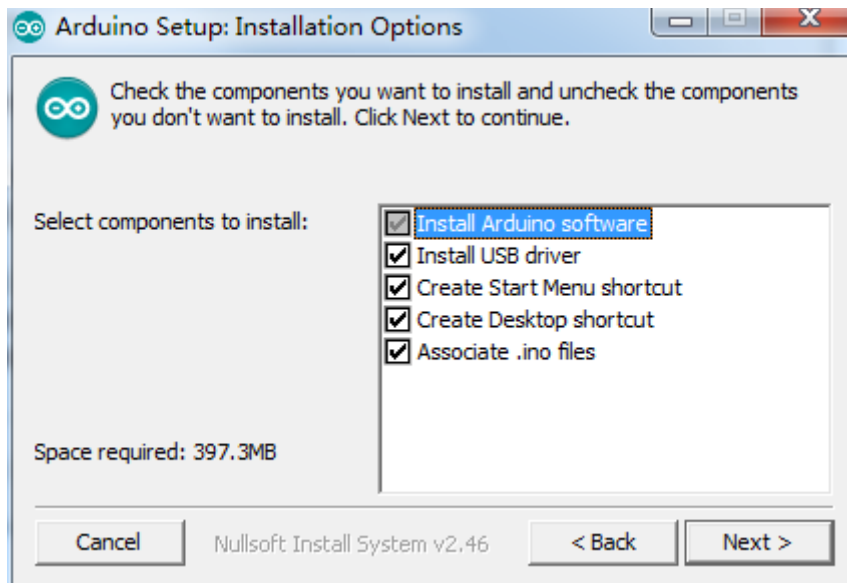 Arduino Setup: Installation Options
Check the components you want to install and uncheck the components
you don't want to install. Click Next to continue.
Select components to install:
Install Arduino software
Install USB driver
Create Start Menu shortcut
Create Desktop shortcut
Associate .ino files
Space required: 397.3MB
Cancel
Nullsoft Install System v2.46
< Back
Next >